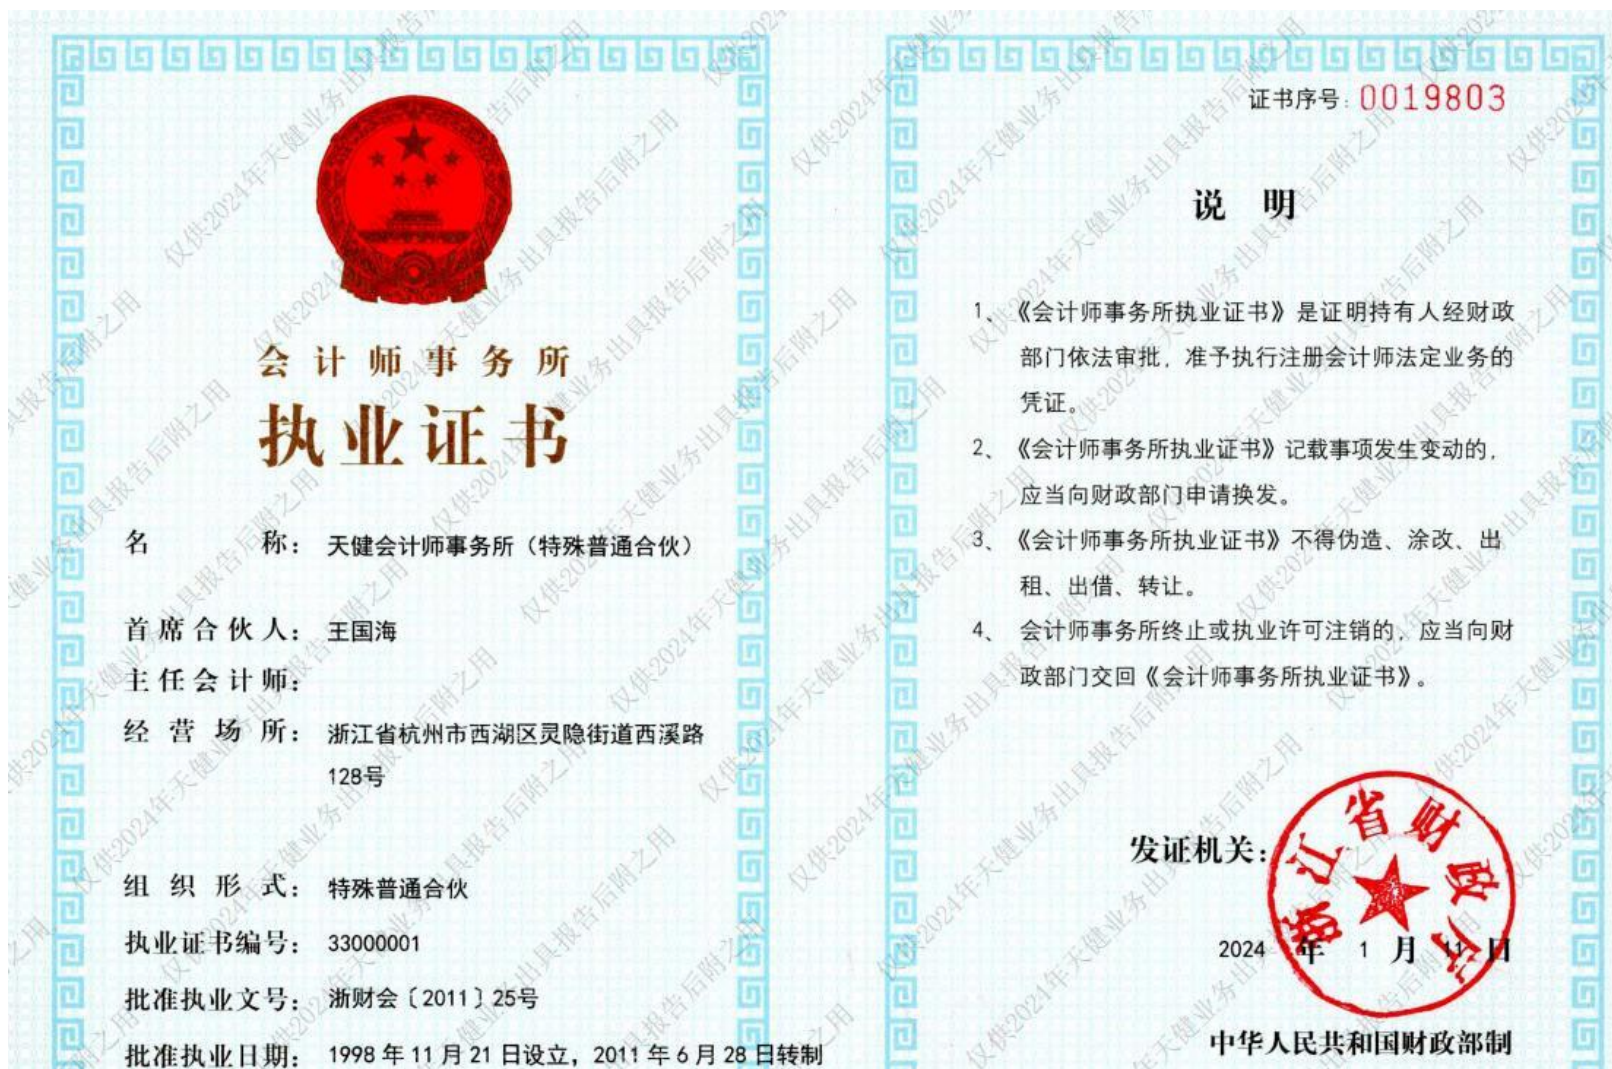 会计师事务所
执业证书
名 称： 天健会计师事务所（特殊普通合伙）
首席合伙人： 王国海
主任会计师：
经营场所： 浙江省杭州市西湖区灵隐街道西溪路
128号
组织形式： 特殊普通合伙
执业证书编号： 33000001
批准执业文号： 浙财会〔2011〕25号
批准执业日期： 1998 年 11 月 21 日设立，2011 年 6 月 28 日转制
证书序号：0019803
说 明
1、《会计师事务所执业证书》是证明持有人经财政
部门依法审批，准予执行注册会计师法定业务的
凭证。
2、《会计师事务所执业证书》记载事项发生变动的，
应当向财政部门申请换发。
3、《会计师事务所执业证书》不得伪造、涂改、出
租、出借、转让。
4、 会计师事务所终止或执业许可注销的，应当向财
政部门交回《会计师事务所执业证书》。
发证机关：
浙江省财政厅
2024 年 1 月 11 日
中华人民共和国财政部制
仅供2024年天健业务出具报告后附之用